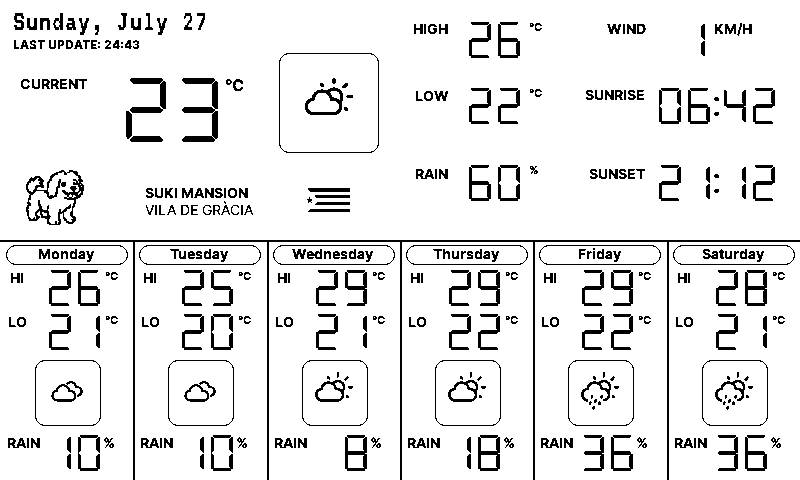 Sunday, July 27
LAST UPDATE: 24:43
CURRENT 23 °C
HIGH 26 °C
LOW 22 °C
RAIN 60 %
WIND 1 KM/H
SUNRISE 06:42
SUNSET 21:12
SUKI MANSION
VILA DE GRÀCIA
Monday
HI 26 °C
LO 21 °C
RAIN 10 %
Tuesday
HI 25 °C
LO 20 °C
RAIN 10 %
Wednesday
HI 29 °C
LO 21 °C
RAIN 8 %
Thursday
HI 29 °C
LO 22 °C
RAIN 18 %
Friday
HI 29 °C
LO 22 °C
RAIN 36 %
Saturday
HI 28 °C
LO 21 °C
RAIN 36 %